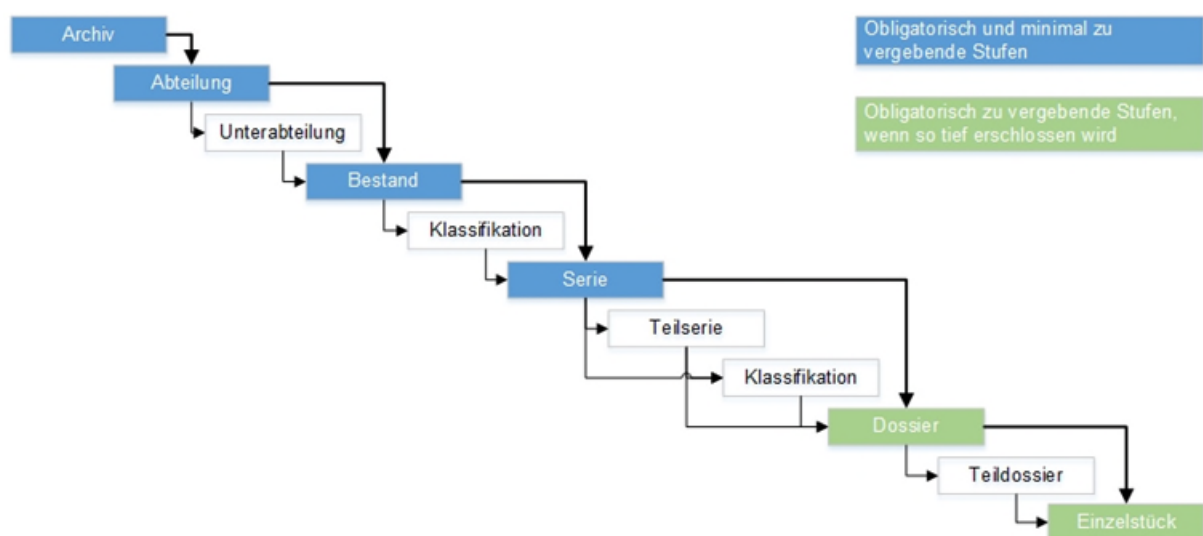 Archiv
Obligatorisch und minimal zu
vergebende Stufen
Abteilung
Obligatorisch zu vergebende Stufen,
wenn so tief erschlossen wird
Unterabteilung
Bestand
Klassifikation
Serie
Teilserie
Klassifikation
Dossier
Teildossier
Einzelstück